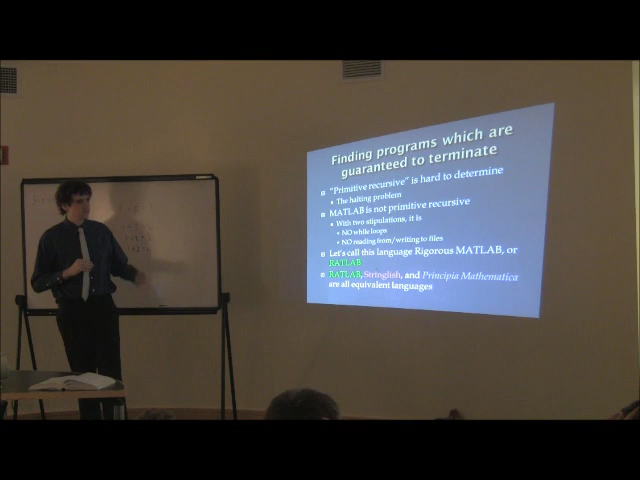 Finding programs which are
guaranteed to terminate
"Primitive recursive" is hard to determine
The halting problem
MATLAB is not primitive recursive
With two stipulations, it is
NO while loops
NO reading from/writing to files
Let's call this language Rigorous MATLAB, or
RATLAB
RATLAB, Stringlish, and Principia Mathematica
are all equivalent languages